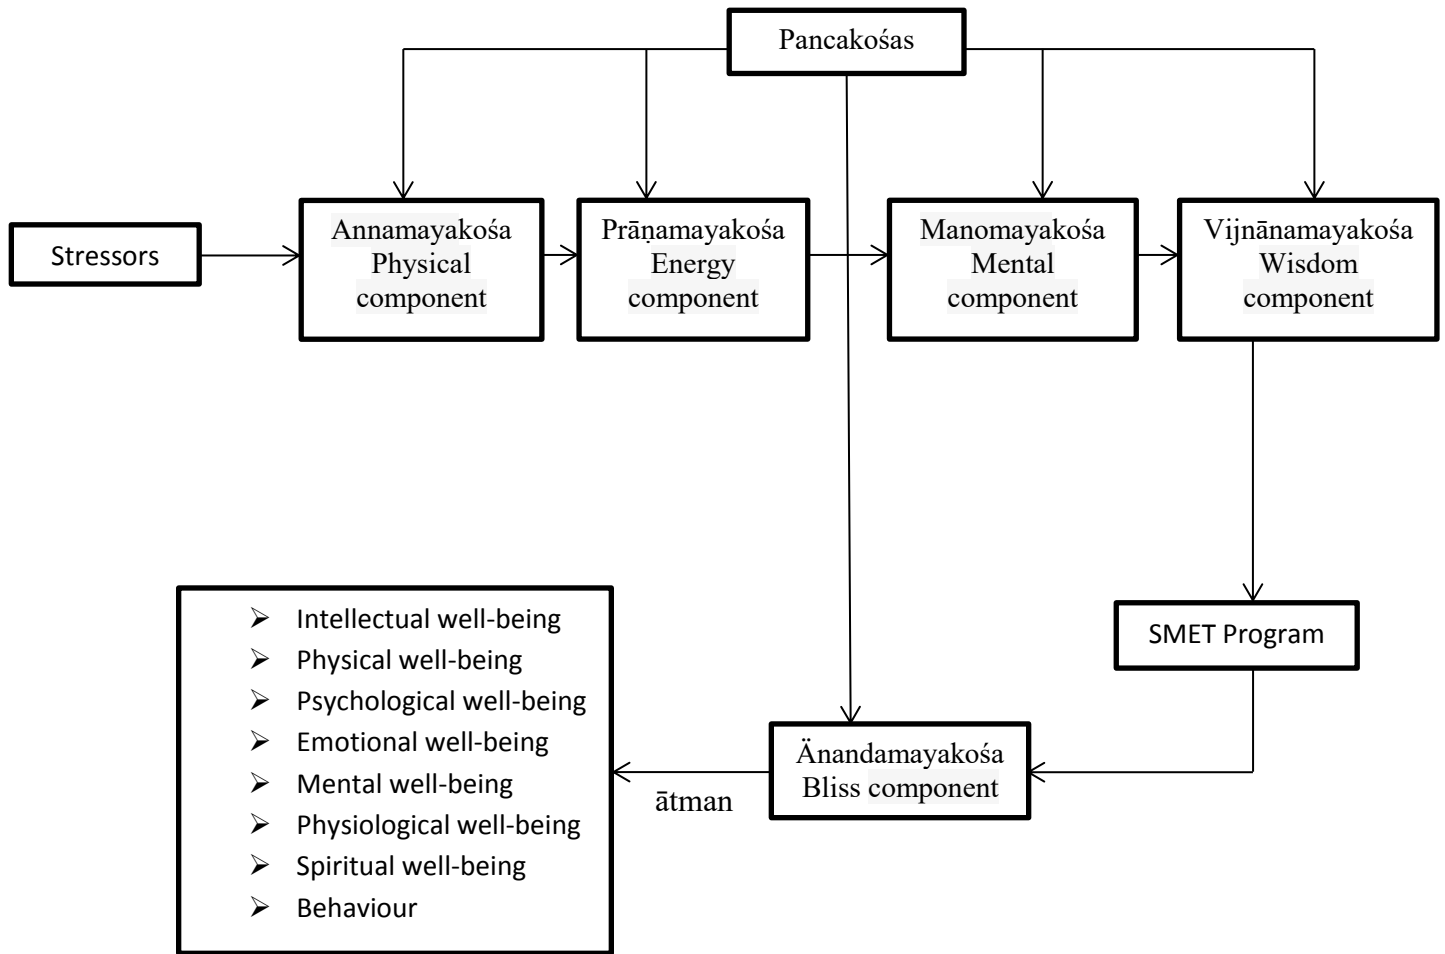 Pancakośas
Stressors
Annamayakośa
Physical
component
Prāṇamayakośa
Energy
component
Manomayakośa
Mental
component
Vijnānamayakośa
Wisdom
component
SMET Program
Änandamayakośa
Bliss component
ātman
➢ Intellectual well-being
➢ Physical well-being
➢ Psychological well-being
➢ Emotional well-being
➢ Mental well-being
➢ Physiological well-being
➢ Spiritual well-being
➢ Behaviour